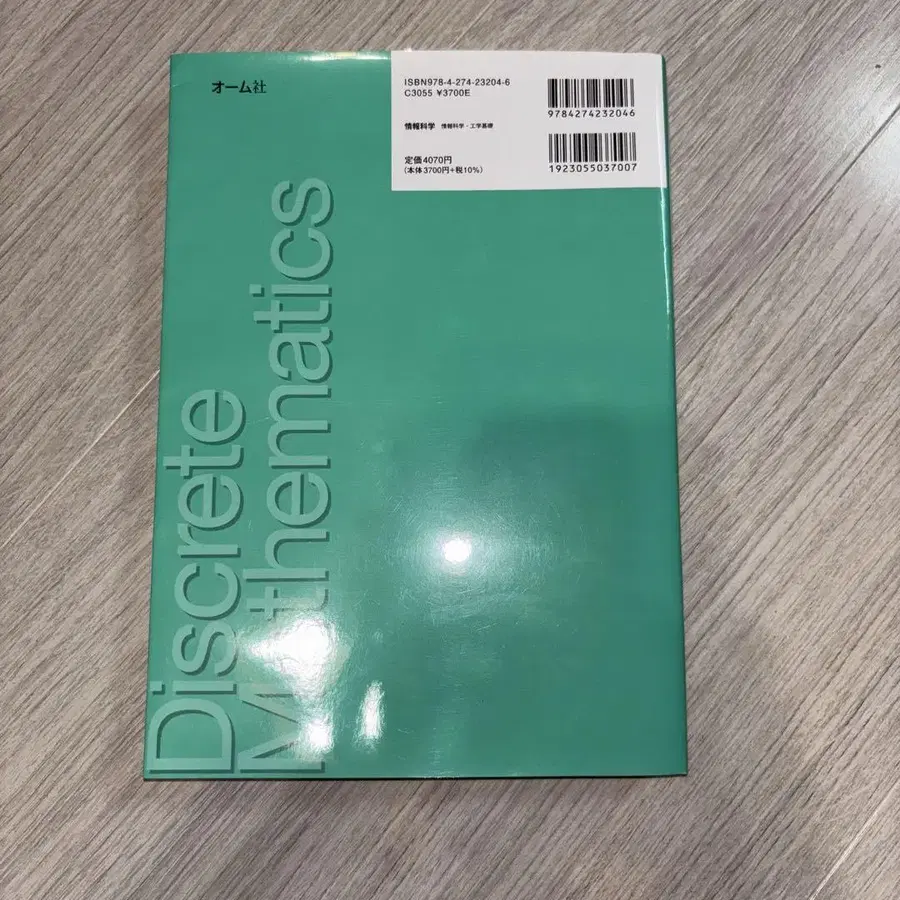 オーム社
ISBN978-4-274-23204-6
C3055 ¥3700E
9784274232046
情報科学 情報科学・工学基礎
定価4070円
(本体3700円+税10%)
1923055037007
Discrete
Mathematics